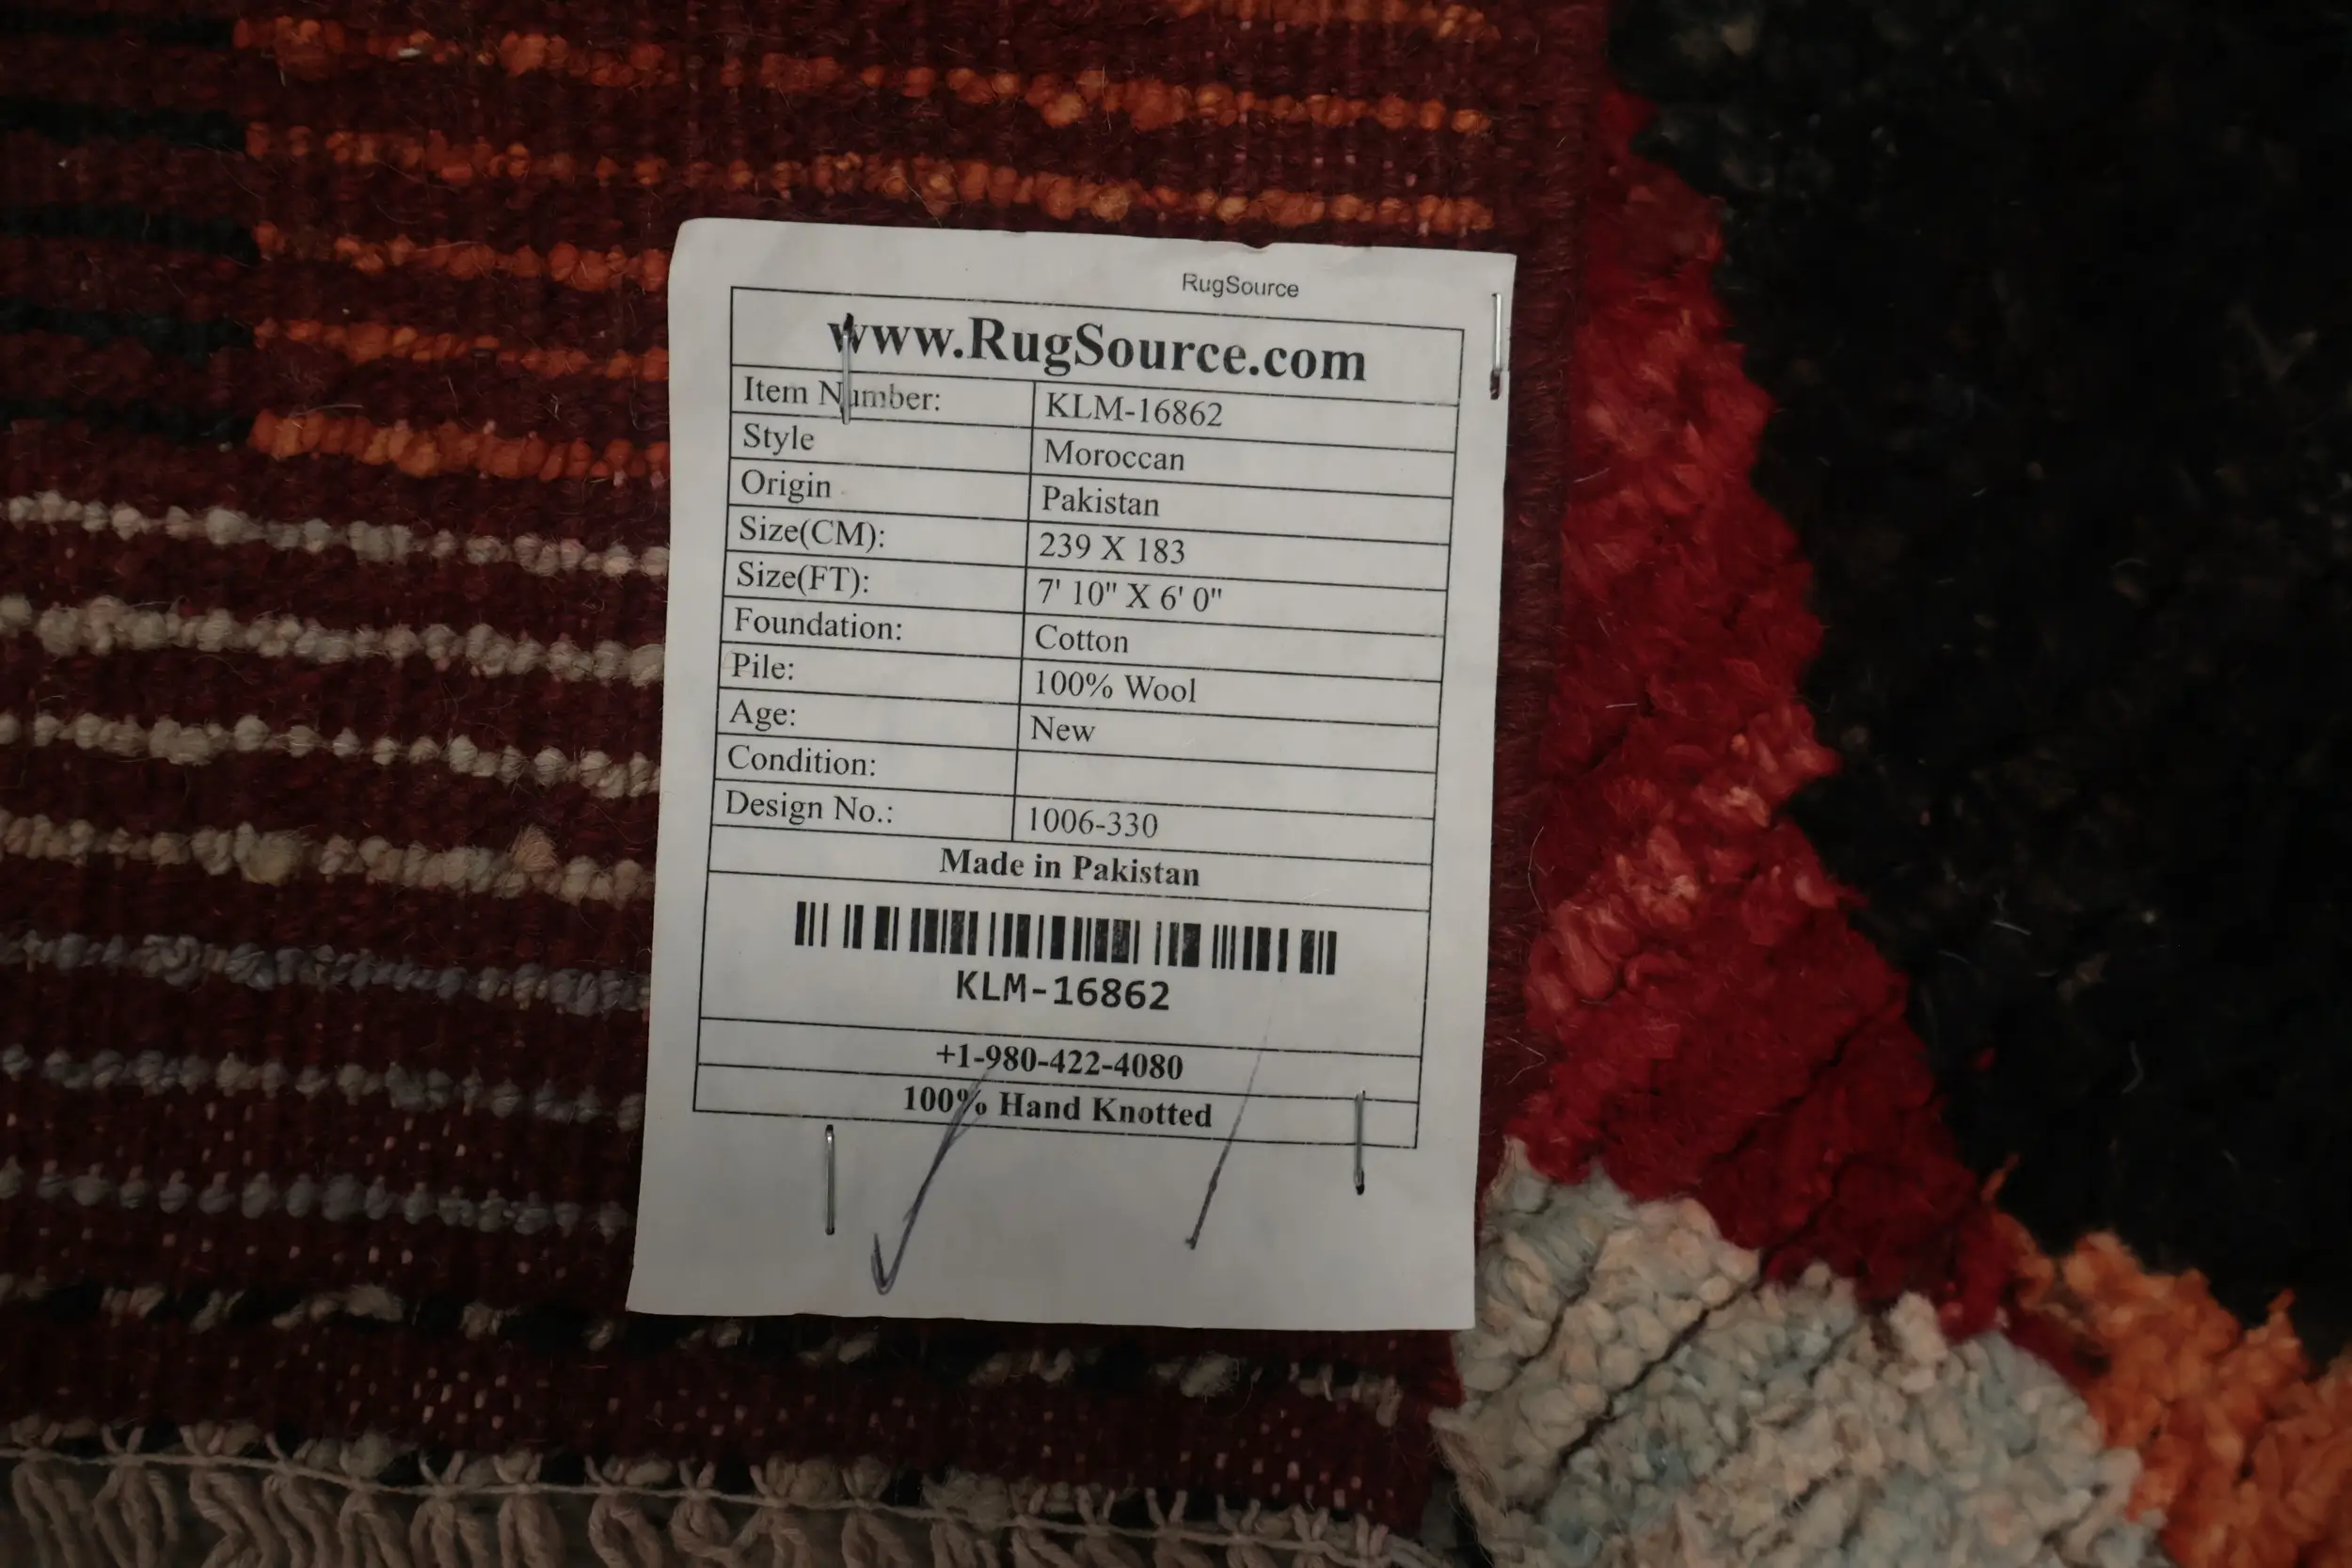 RugSource
www.RugSource.com
Item Number: KLM-16862
Style Moroccan
Origin Pakistan
Size(CM): 239 X 183
Size(FT): 7' 10" X 6' 0"
Foundation: Cotton
Pile: 100% Wool
Age: New
Condition:
Design No.: 1006-330
Made in Pakistan
KLM-16862
+1-980-422-4080
100% Hand Knotted